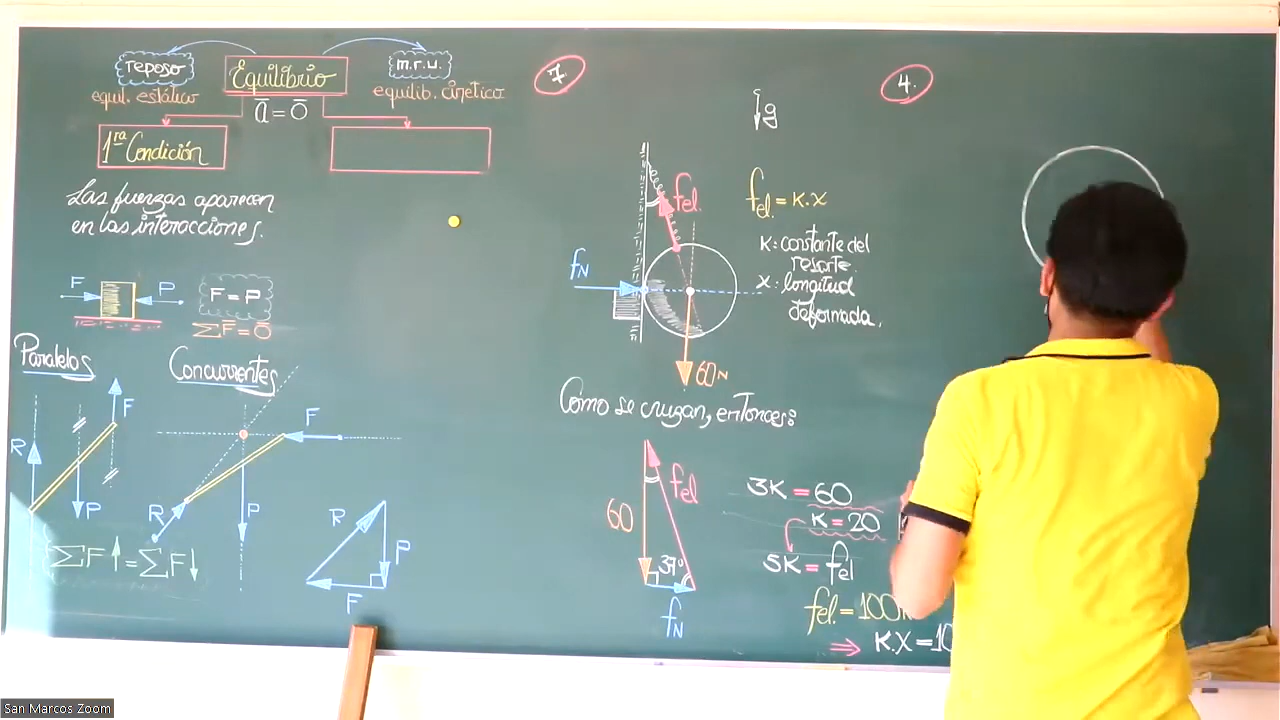 reposo
Equilibrio
m.r.u.
equil. estático
equilib. cinético
a = 0
1ra Condición
Las fuerzas aparecen
en las interacciones.
F
P
F = P
ΣF = 0
Paralelos
Concurrentes
F
R
P
F
R
P
ΣF↑ = ΣF↓
R
P
F
7
g
fel.
fel. = K.X
K: constante del
resorte.
X: longitud
deformada.
fN
60N
Como se cruzan, entonces:
60
fel
37°
fN
3K = 60
K = 20
5K = fel
fel. = 100
⇒ K.X = 10
4.
San Marcos Zoom